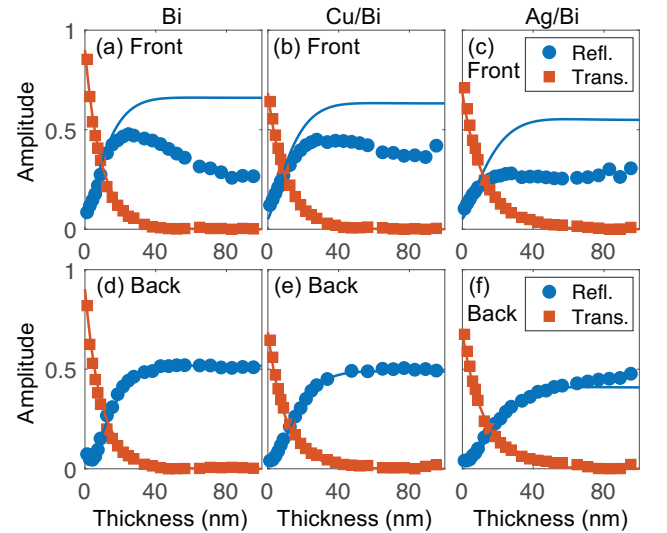 Bi Cu/Bi Ag/Bi
(a) Front (b) Front (c) Front
Refl.
Trans.
Amplitude
1
0.5
0
0 40 80 0 40 80 0 40 80
(d) Back (e) Back (f) Back
Refl.
Trans.
Amplitude
1
0.5
0
0 40 80 0 40 80 0 40 80
Thickness (nm) Thickness (nm) Thickness (nm)